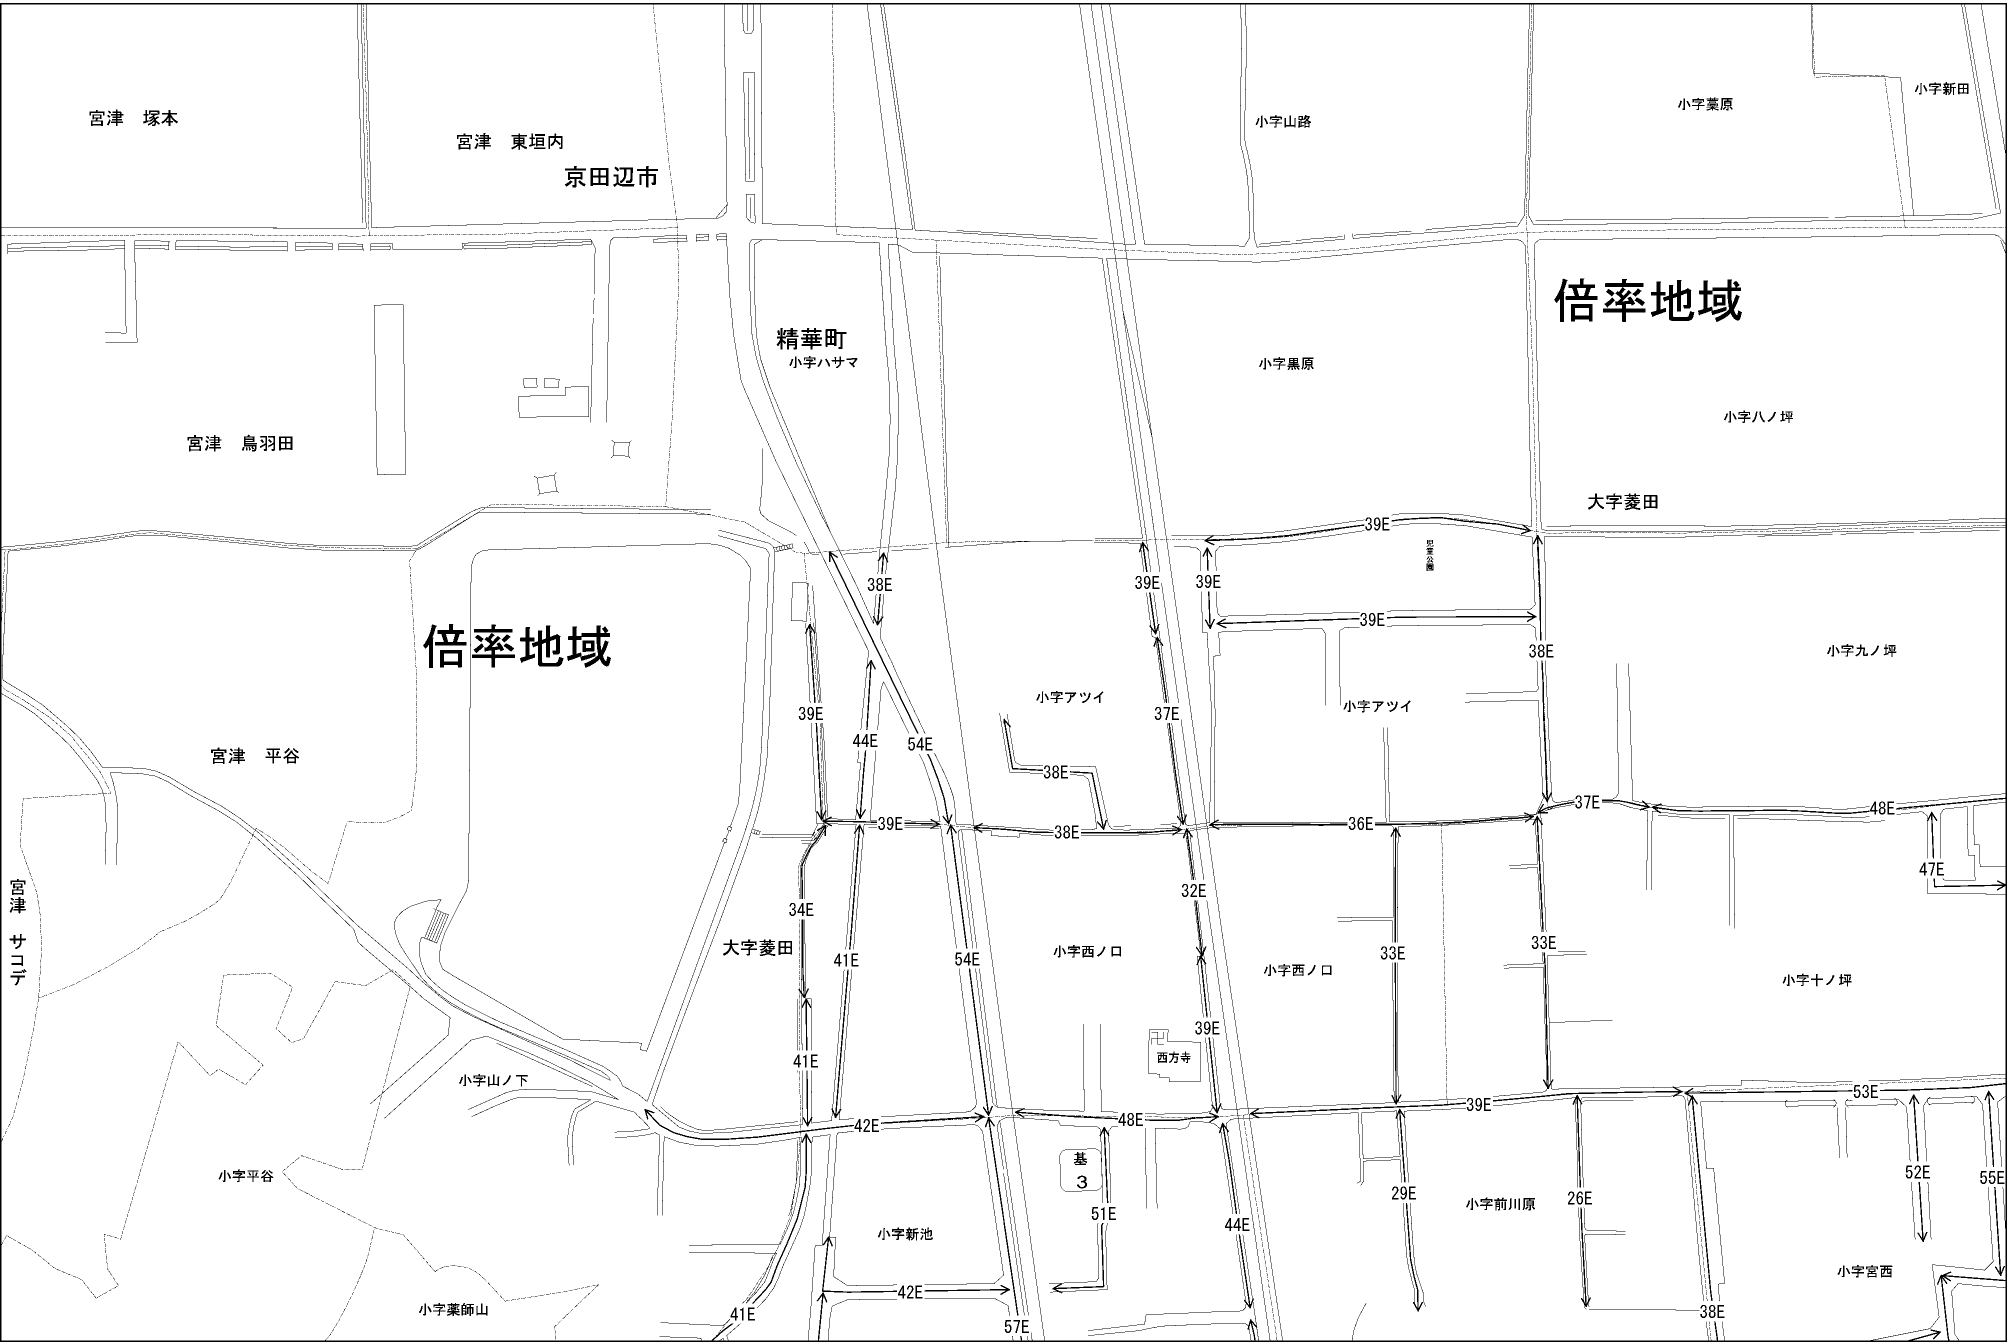 小字新田
小字葉原
宮津　塚本
小字山路
宮津　東垣内
京田辺市
倍率地域
精華町
小字ハサマ
小字黒原
小字八ノ坪
宮津　鳥羽田
大字菱田
39E
児童公園
38E
39E
39E
39E
倍率地域
38E
小字九ノ坪
小字アツイ
小字アツイ
39E
37E
44E
54E
宮津　平谷
38E
37E
48E
39E
38E
36E
47E
宮津　サコデ
32E
34E
大字菱田
33E
41E
54E
小字西ノ口
33E
小字西ノ口
小字十ノ坪
39E
西方寺
41E
小字山ノ下
53E
39E
42E
48E
基
3
小字平谷
52E
55E
29E
26E
小字前川原
51E
44E
小字新池
小字宮西
42E
小字薬師山
41E
38E
57E